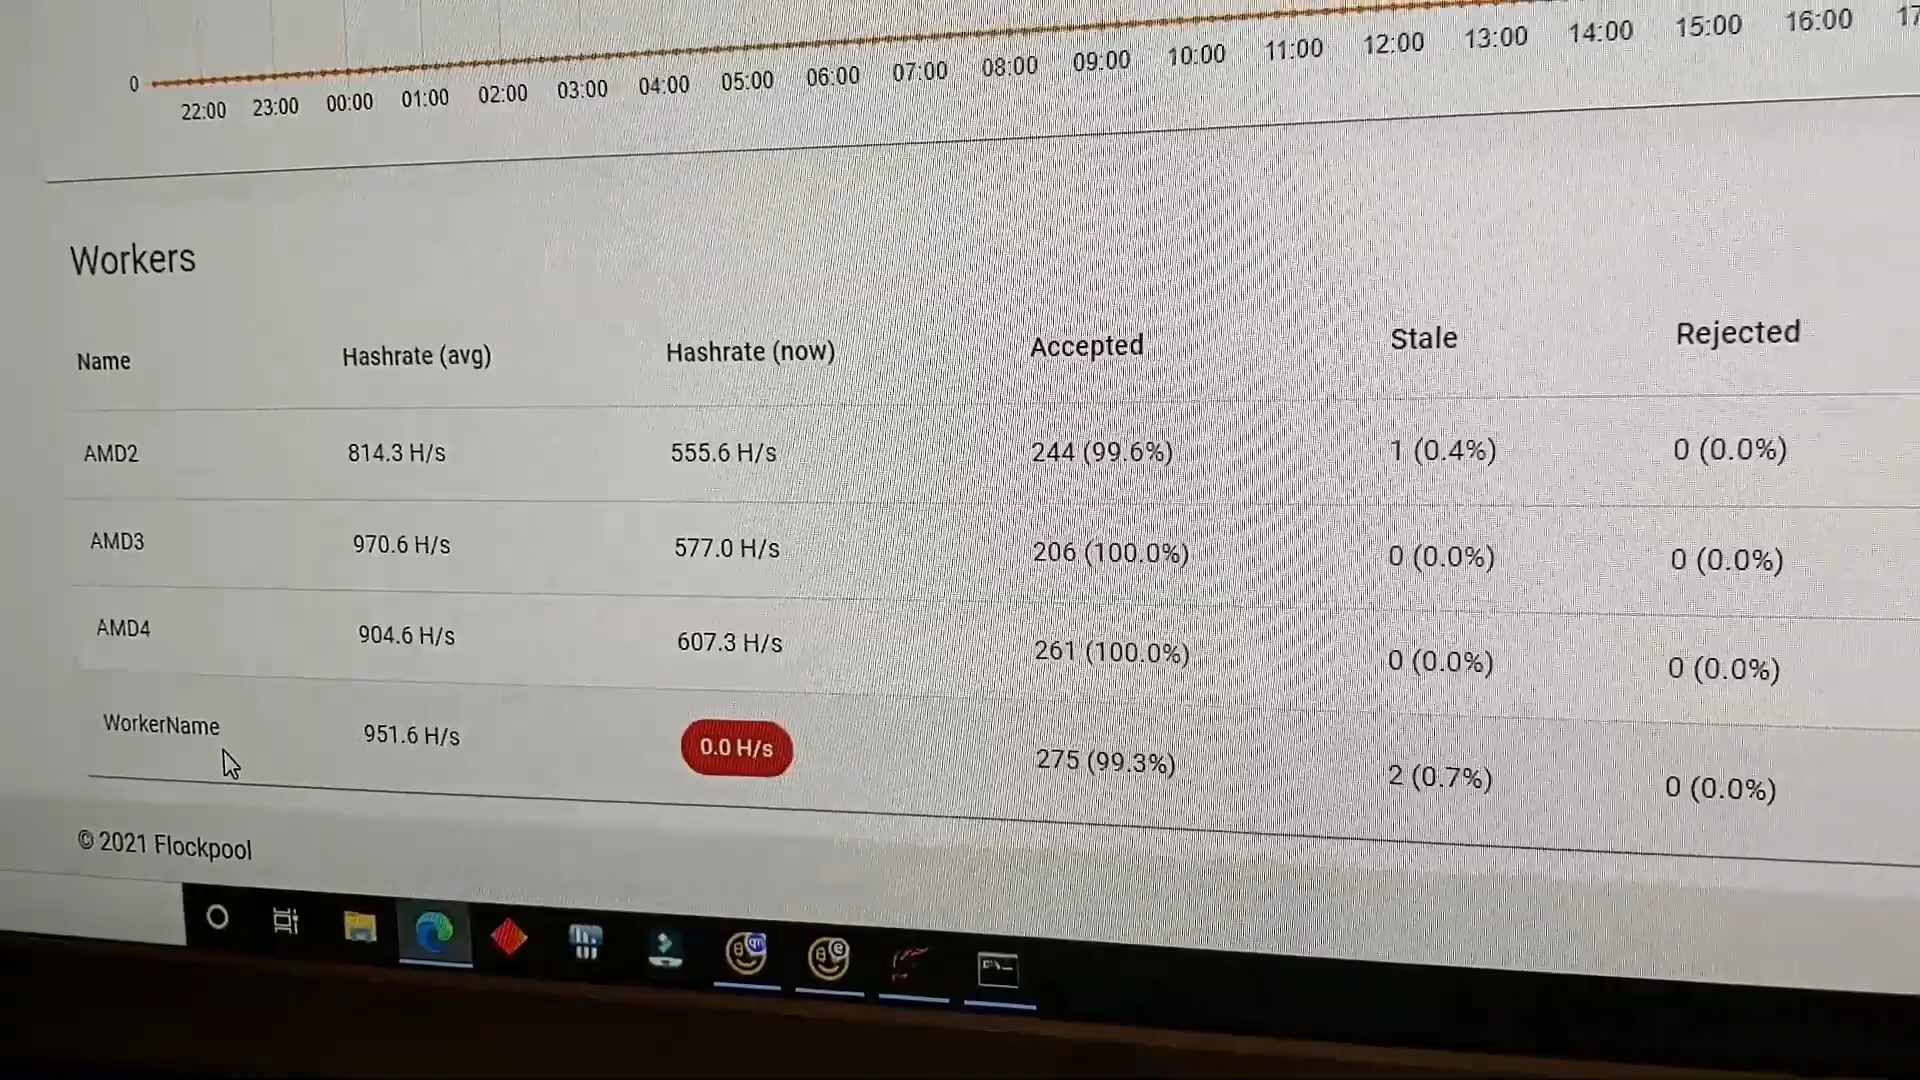 0
22:00 23:00 00:00 01:00 02:00 03:00 04:00 05:00 06:00 07:00 08:00 09:00 10:00 11:00 12:00 13:00 14:00 15:00 16:00
Workers
Name Hashrate (avg) Hashrate (now) Accepted Stale Rejected
AMD2 814.3 H/s 555.6 H/s 244 (99.6%) 1 (0.4%) 0 (0.0%)
AMD3 970.6 H/s 577.0 H/s 206 (100.0%) 0 (0.0%) 0 (0.0%)
AMD4 904.6 H/s 607.3 H/s 261 (100.0%) 0 (0.0%) 0 (0.0%)
WorkerName 951.6 H/s 0.0 H/s 275 (99.3%) 2 (0.7%) 0 (0.0%)
© 2021 Flockpool